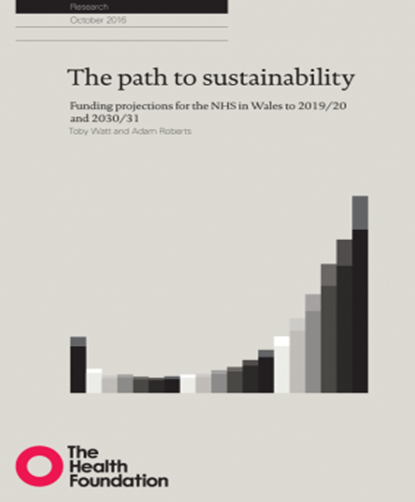 Research
October 2016
The path to sustainability
Funding projections for the NHS in Wales to 2019/20
and 2030/31
Toby Watt and Adam Roberts
The
Health
Foundation